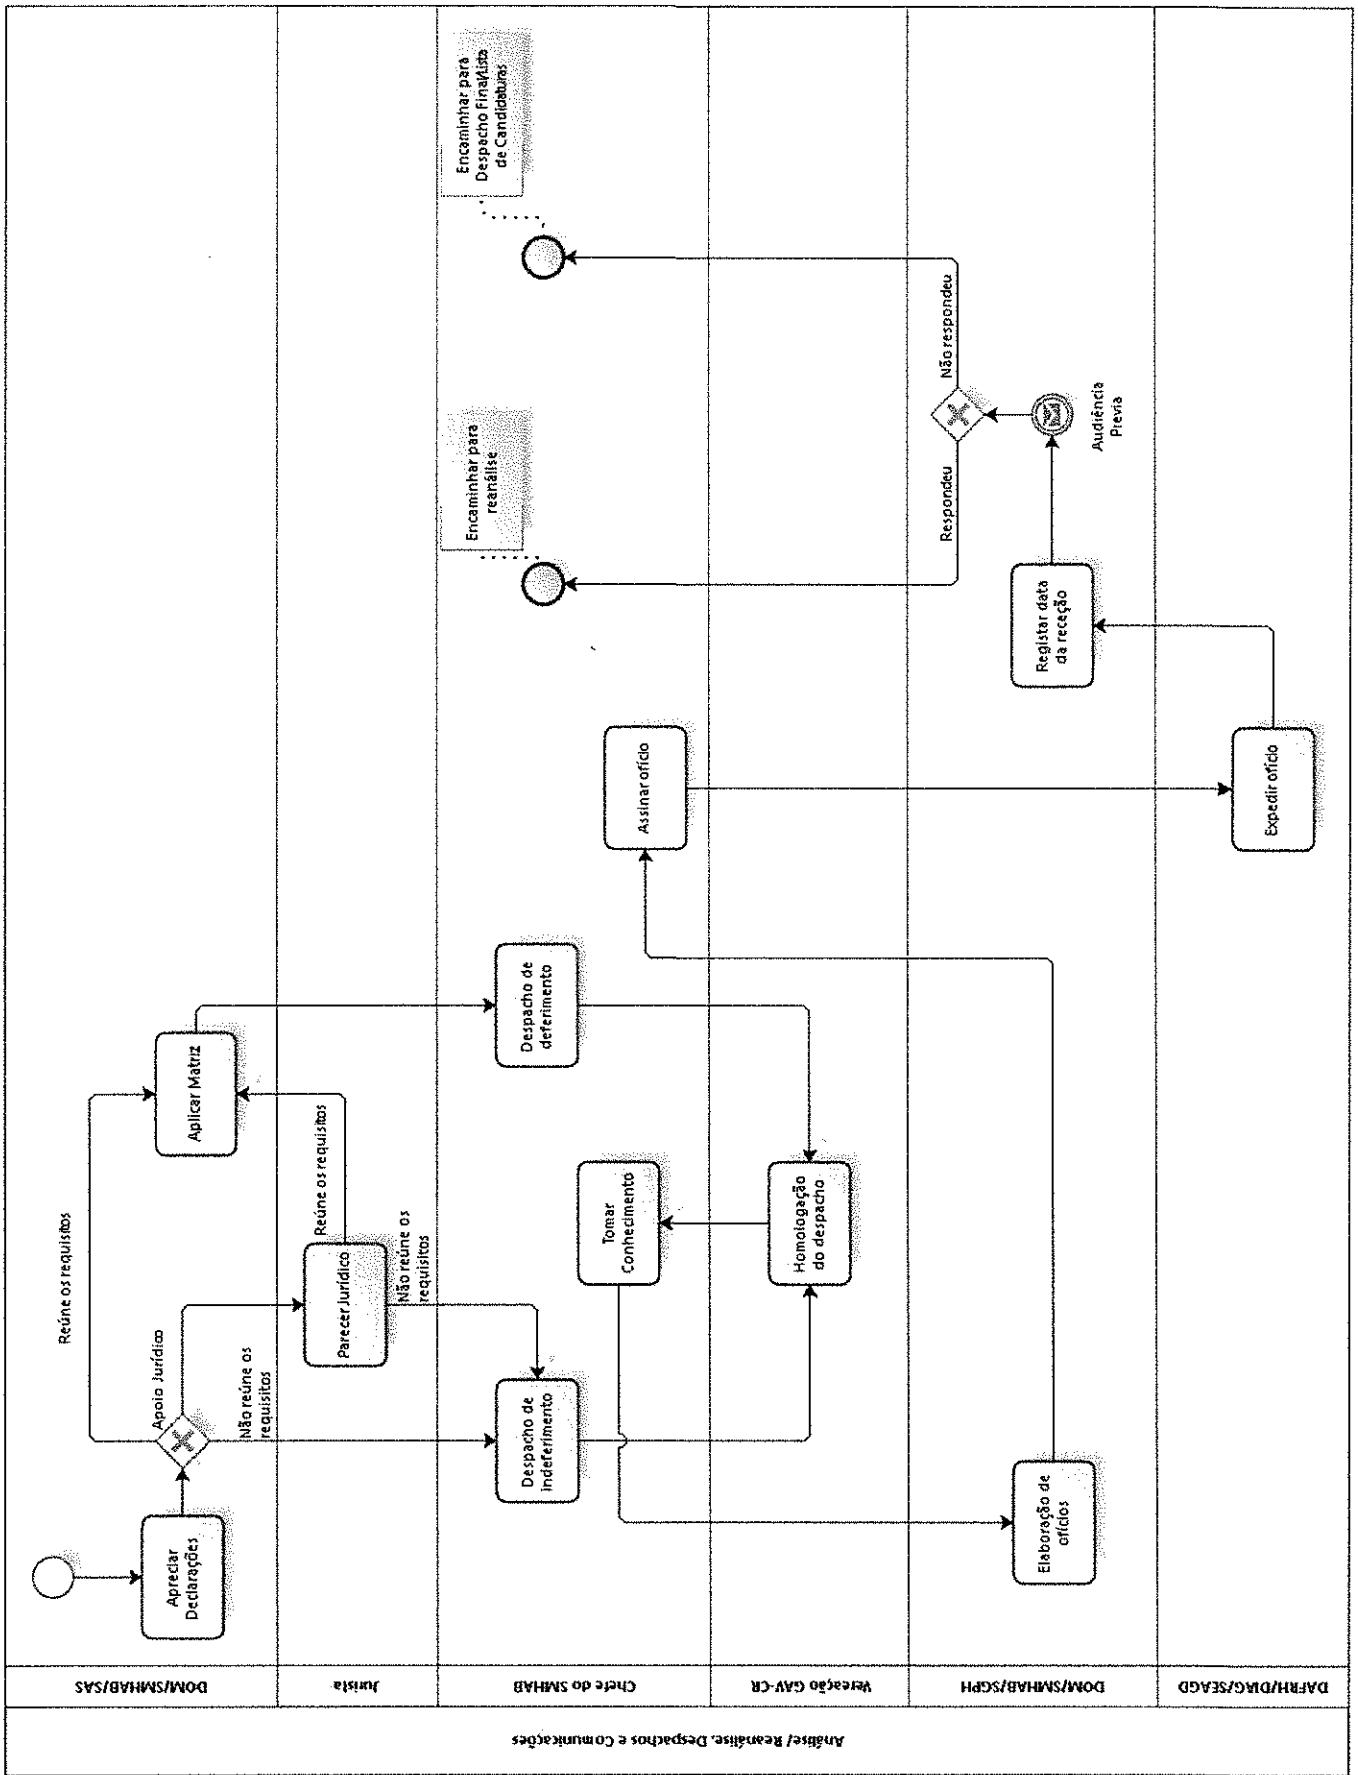 Análise/ Reanálise, Despachos e Comunicações
DOM/SMHAB/SAS
Jurista
Chefe do SMHAB
Vereação GAV-CR
DOM/SMHAB/SGPH
DAFRH/DIAG/SEAGD
Apreciar
Declarações
Reúne os requisitos
Apoio Jurídico
Não reúne os
requisitos
Aplicar Matriz
Parecer Jurídico
Reúne os requisitos
Não reúne os
requisitos
Despacho de
indeferimento
Despacho de
deferimento
Tomar
Conhecimento
Homologação
do despacho
Elaboração de
ofícios
Assinar ofício
Expedir ofício
Registar data
da receção
Audiência
Previa
Respondeu
Não respondeu
Encaminhar para
reanálise
Encaminhar para
Despacho Final/Lista
de Candidaturas